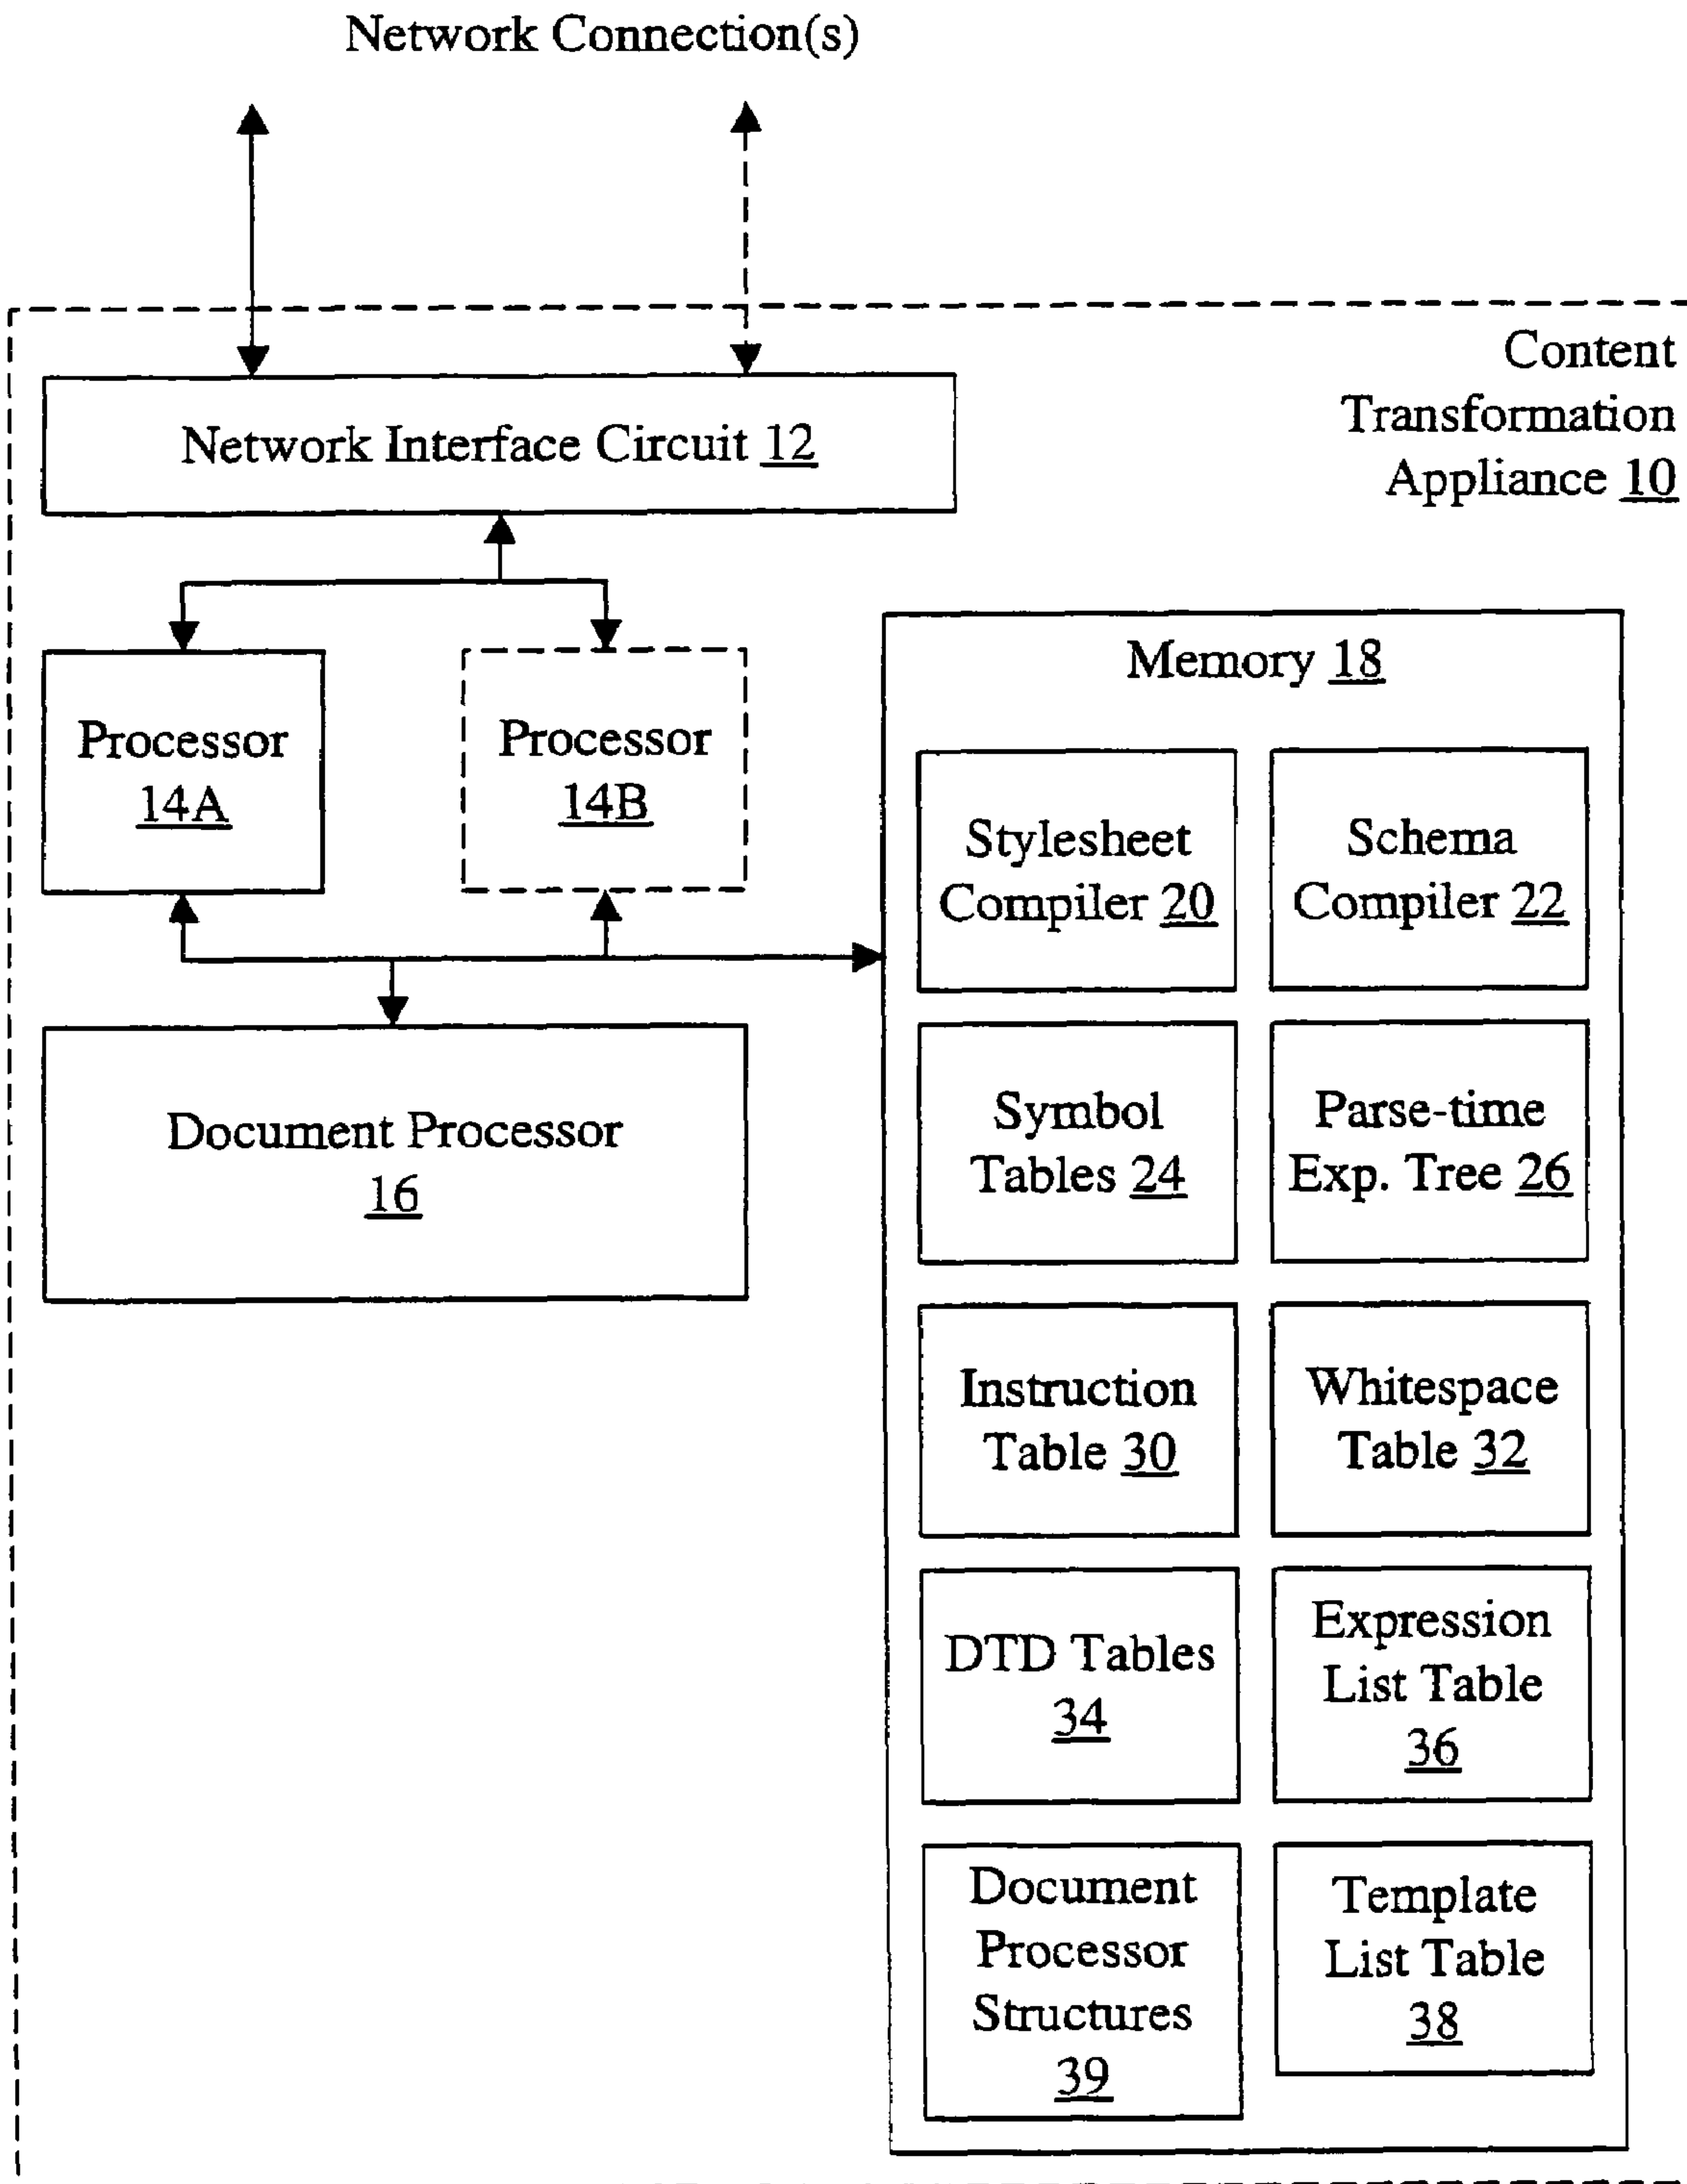 Network Connection(s)
Content
Transformation
Appliance 10
Network Interface Circuit 12
Processor
14A
Processor
14B
Document Processor
16
Memory 18
Stylesheet
Compiler 20
Schema
Compiler 22
Symbol
Tables 24
Parse-time
Exp. Tree 26
Instruction
Table 30
Whitespace
Table 32
DTD Tables
34
Expression
List Table
36
Document
Processor
Structures
39
Template
List Table
38